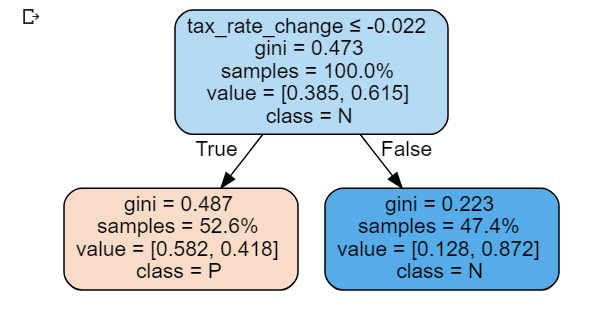 tax_rate_change ≤ -0.022
gini = 0.473
samples = 100.0%
value = [0.385, 0.615]
class = N
True
False
gini = 0.487
samples = 52.6%
value = [0.582, 0.418]
class = P
gini = 0.223
samples = 47.4%
value = [0.128, 0.872]
class = N